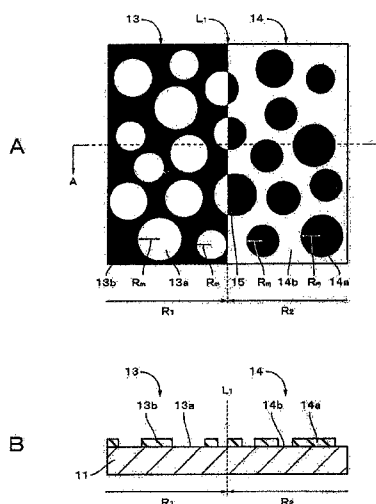 13 L₁ 14
A
A
Rₘ Rₘ 15 Rₙ 14b Rₙ
13b 13a 14a
R₁ R₂
13 L₁ 14
B
13b 13a 14b 14a
11
R₁ R₂